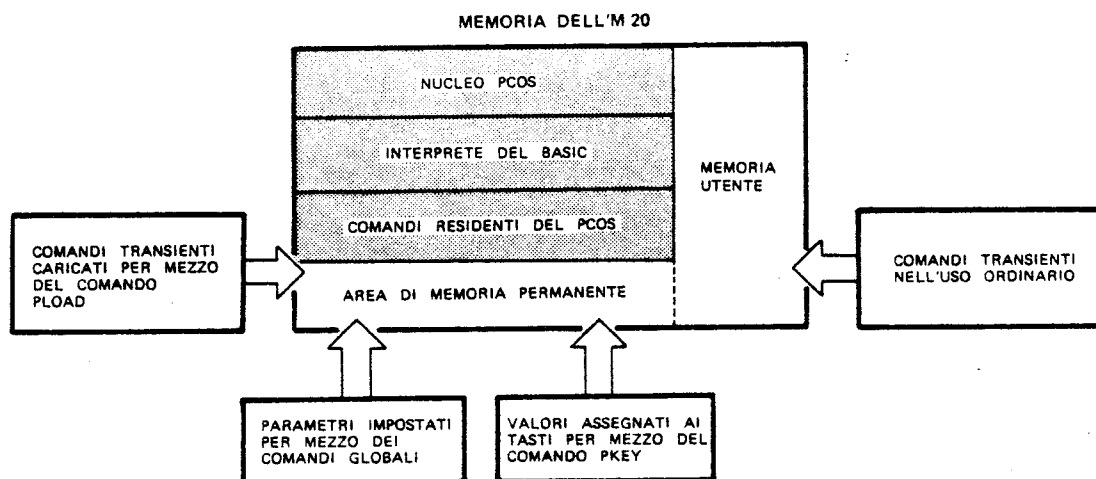 MEMORIA DELL'M 20
NUCLEO PCOS
INTERPRETE DEL BASIC
COMANDI RESIDENTI DEL PCOS
AREA DI MEMORIA PERMANENTE
MEMORIA
UTENTE
COMANDI TRANSIENTI
CARICATI PER MEZZO
DEL COMANDO
PLOAD
COMANDI TRANSIENTI
NELL'USO ORDINARIO
PARAMETRI IMPOSTATI
PER MEZZO DEI
COMANDI GLOBALI
VALORI ASSEGNATI AI
TASTI PER MEZZO DEL
COMANDO PKEY